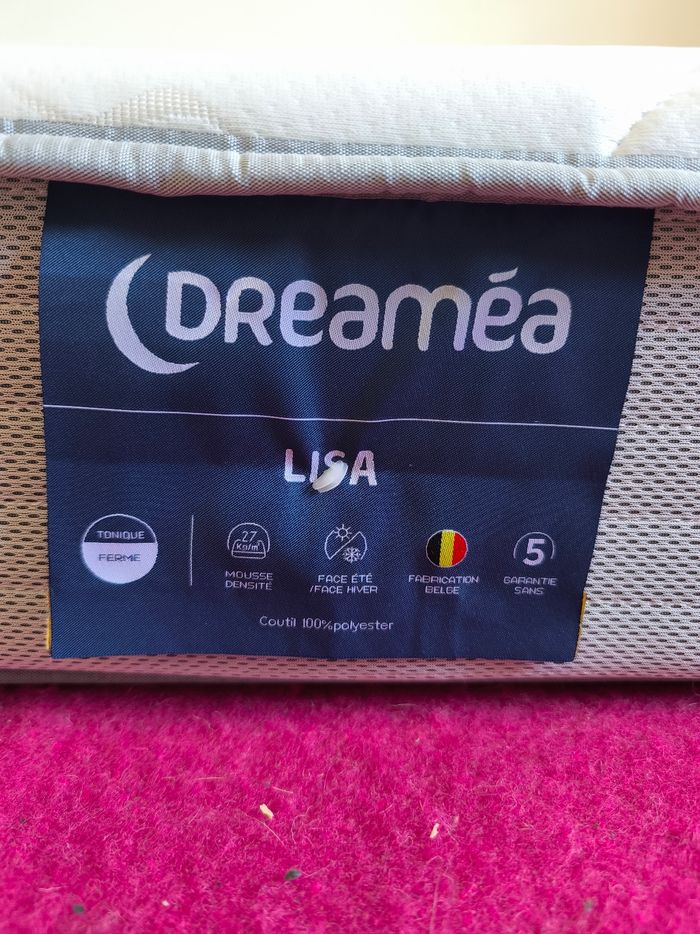 DREAMÉA
LISA
TONIQUE
FERME
27
Kg/m³
MOUSSE
DENSITÉ
FACE ÉTÉ
/FACE HIVER
FABRICATION
BELGE
5
GARANTIE
SANS
Coutil 100%polyester